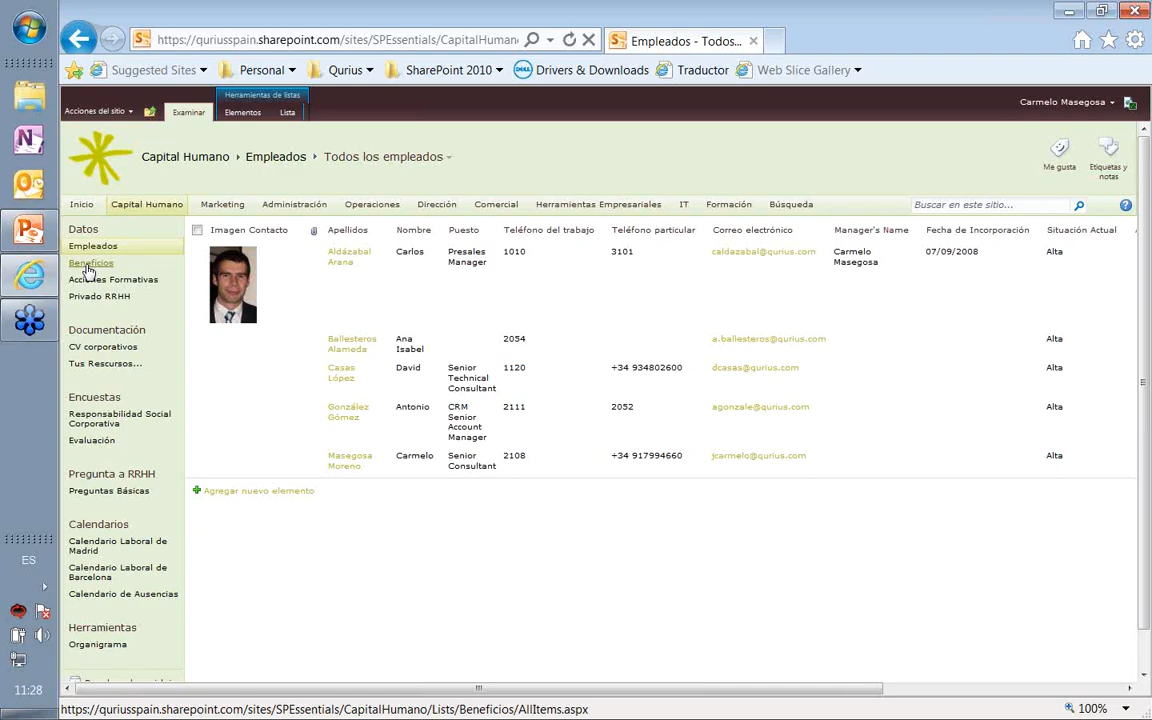 https://quriusspain.sharepoint.com/sites/SPEssentials/CapitalHumano
Empleados - Todos...
Suggested Sites
Personal
Qurius
SharePoint 2010
Drivers & Downloads
Traductor
Web Slice Gallery
Herramientas de listas
Acciones del sitio
Examinar
Elementos
Lista
Carmelo Masegosa
Capital Humano
Empleados
Todos los empleados
Me gusta
Etiquetas y
notas
Inicio
Capital Humano
Marketing
Administración
Operaciones
Dirección
Comercial
Herramientas Empresariales
IT
Formación
Búsqueda
Buscar en este sitio...
Datos
Empleados
Beneficios
Acciones Formativas
Privado RRHH
Documentación
CV corporativos
Tus Rescursos...
Encuestas
Responsabilidad Social
Corporativa
Evaluación
Pregunta a RRHH
Preguntas Básicas
Calendarios
Calendario Laboral de
Madrid
Calendario Laboral de
Barcelona
Calendario de Ausencias
Herramientas
Organigrama
Imagen Contacto Apellidos Nombre Puesto Teléfono del trabajo Teléfono particular Correo electrónico Manager's Name Fecha de Incorporación Situación Actual
Aldázabal Carlos Presales 1010 3101 caldazabal@qurius.com Carmelo 07/09/2008 Alta
Arana Manager Masegosa
Ballesteros Ana 2054 a.ballesteros@qurius.com Alta
Alameda Isabel
Casas David Senior 1120 +34 934802600 dcasas@qurius.com Alta
López Technical
Consultant
González Antonio CRM 2111 2052 agonzale@qurius.com Alta
Gómez Senior
Account
Manager
Masegosa Carmelo Senior 2108 +34 917994660 jcarmelo@qurius.com Alta
Moreno Consultant
Agregar nuevo elemento
ES
11:28
https://quriusspain.sharepoint.com/sites/SPEssentials/CapitalHumano/Lists/Beneficios/AllItems.aspx
100%